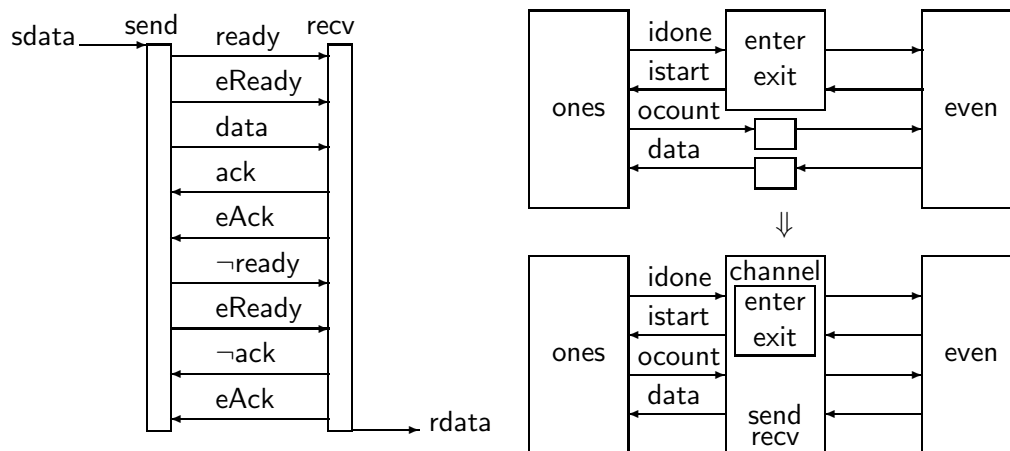 send
recv
sdata
ready
eReady
data
ack
eAck
¬ready
eReady
¬ack
eAck
rdata
idone
enter
istart
exit
ones
even
ocount
data
⇓
channel
idone
enter
istart
exit
ones
even
ocount
data
send
recv